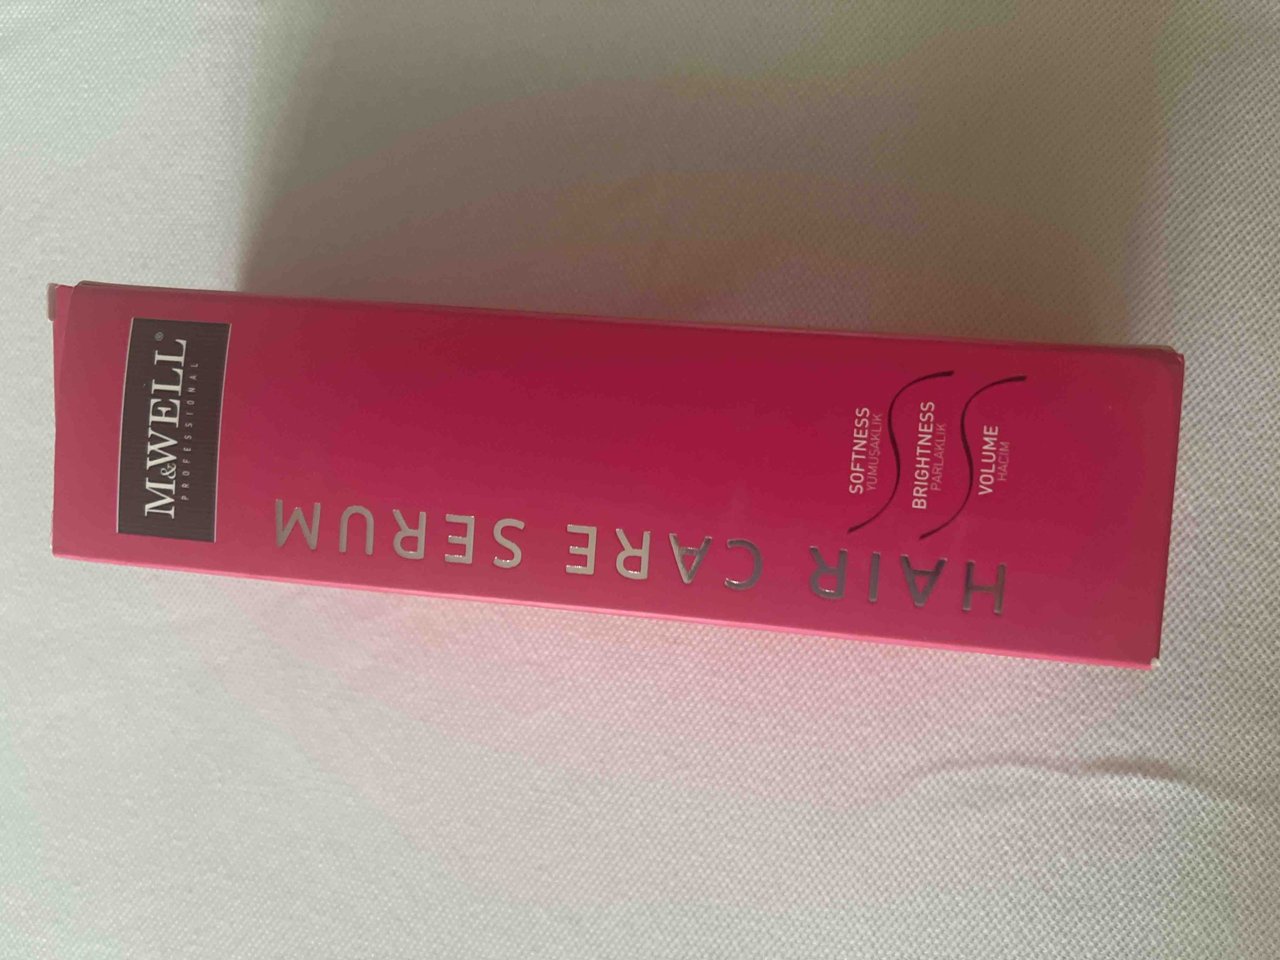 M&WELL®
PROFESSIONAL
HAIR CARE SERUM
SOFTNESS
YUMUŞAKLIK
BRIGHTNESS
PARLAKLIK
VOLUME
HACİM